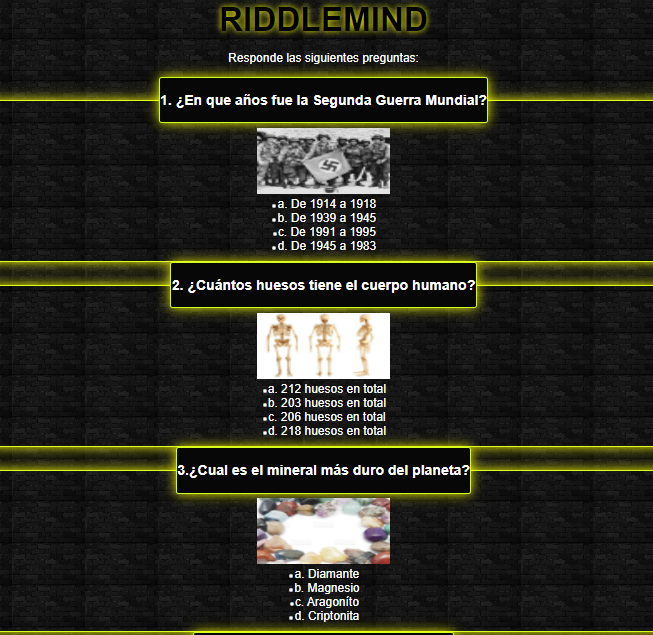 RIDDLEMIND
Responde las siguientes preguntas:
1. ¿En que años fue la Segunda Guerra Mundial?
a. De 1914 a 1918
b. De 1939 a 1945
c. De 1991 a 1995
d. De 1945 a 1983
2. ¿Cuántos huesos tiene el cuerpo humano?
a. 212 huesos en total
b. 203 huesos en total
c. 206 huesos en total
d. 218 huesos en total
3.¿Cual es el mineral más duro del planeta?
a. Diamante
b. Magnesio
c. Aragoníto
d. Criptonita